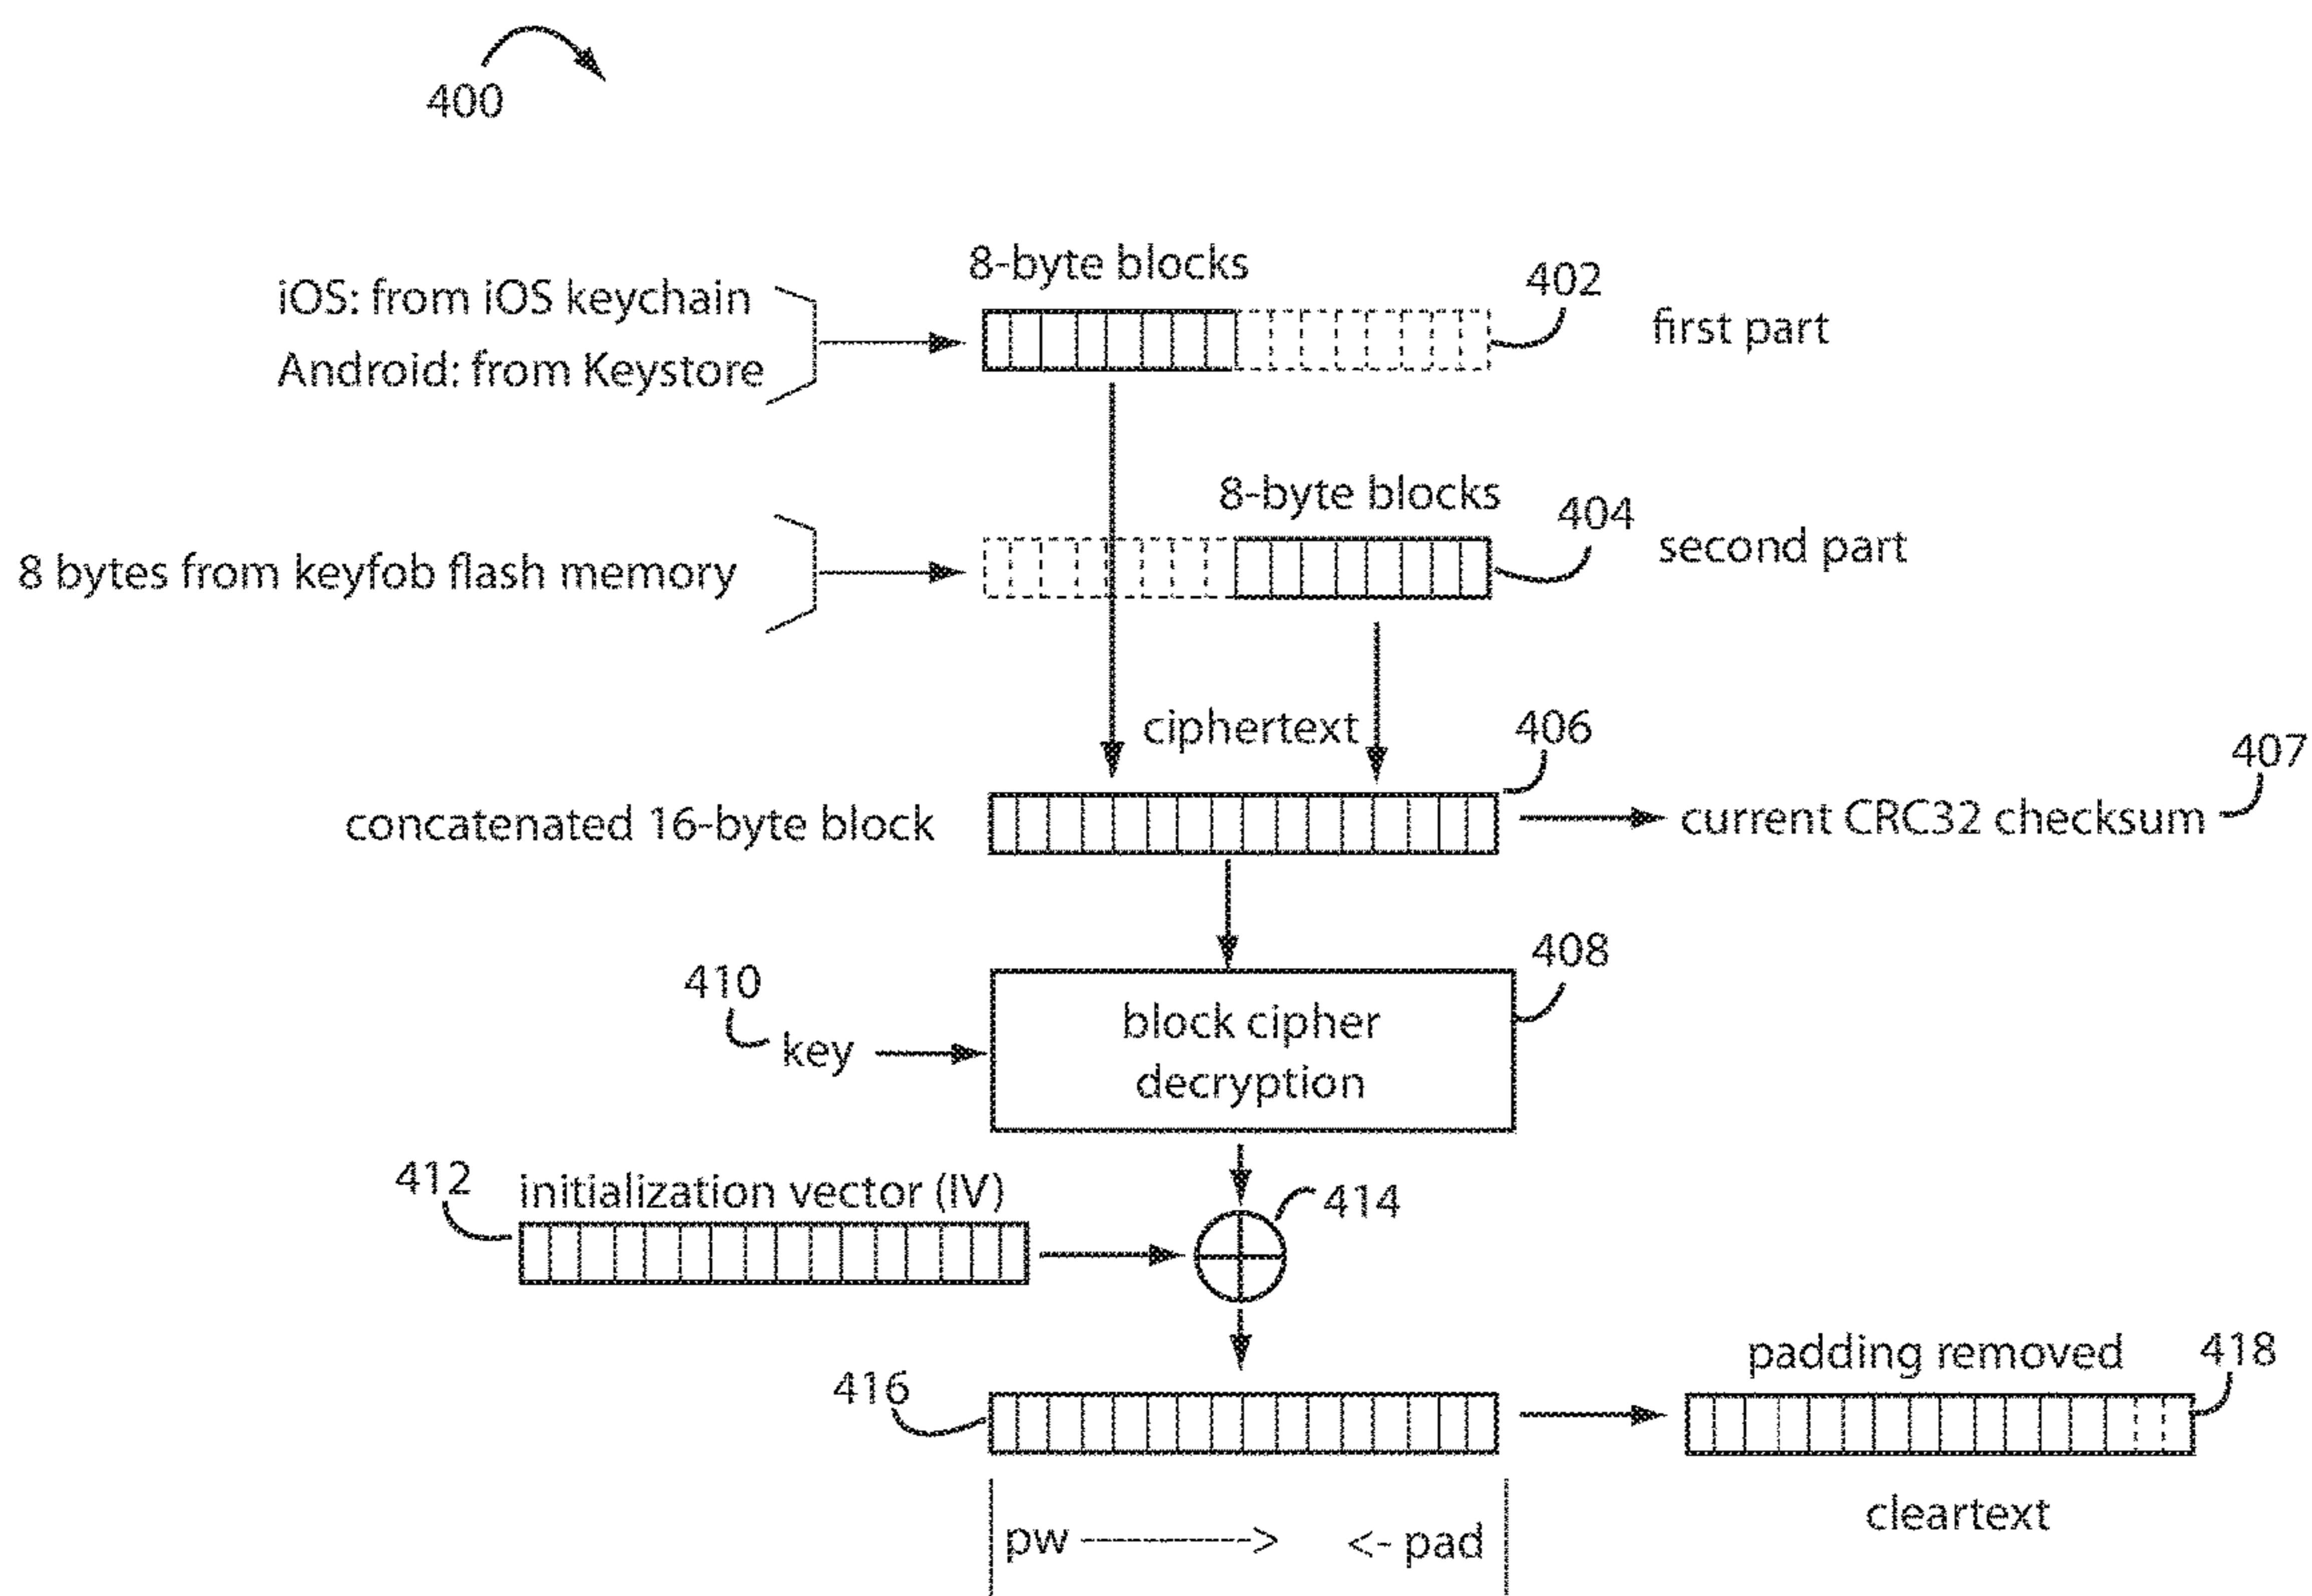 400
8-byte blocks
402
iOS: from iOS keychain
first part
Android: from Keystore
8-byte blocks
404
second part
8 bytes from keyfob flash memory
ciphertext
406
407
concatenated 16-byte block
current CRC32 checksum
408
410
key
block cipher
decryption
412
initialization vector (IV)
414
416
padding removed
418
pw ----------->
<- pad
cleartext